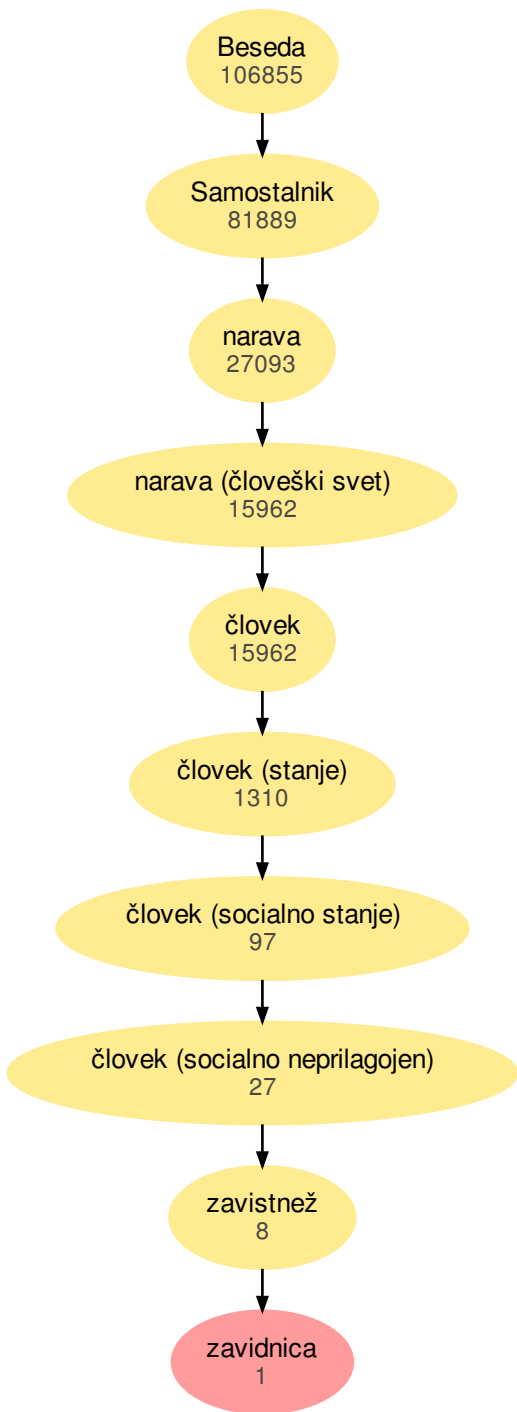 Beseda
106855
Samostalnik
81889
narava
27093
narava (človeški svet)
15962
človek
15962
človek (stanje)
1310
človek (socialno stanje)
97
človek (socialno neprilagojen)
27
zavistnež
8
zavidnica
1